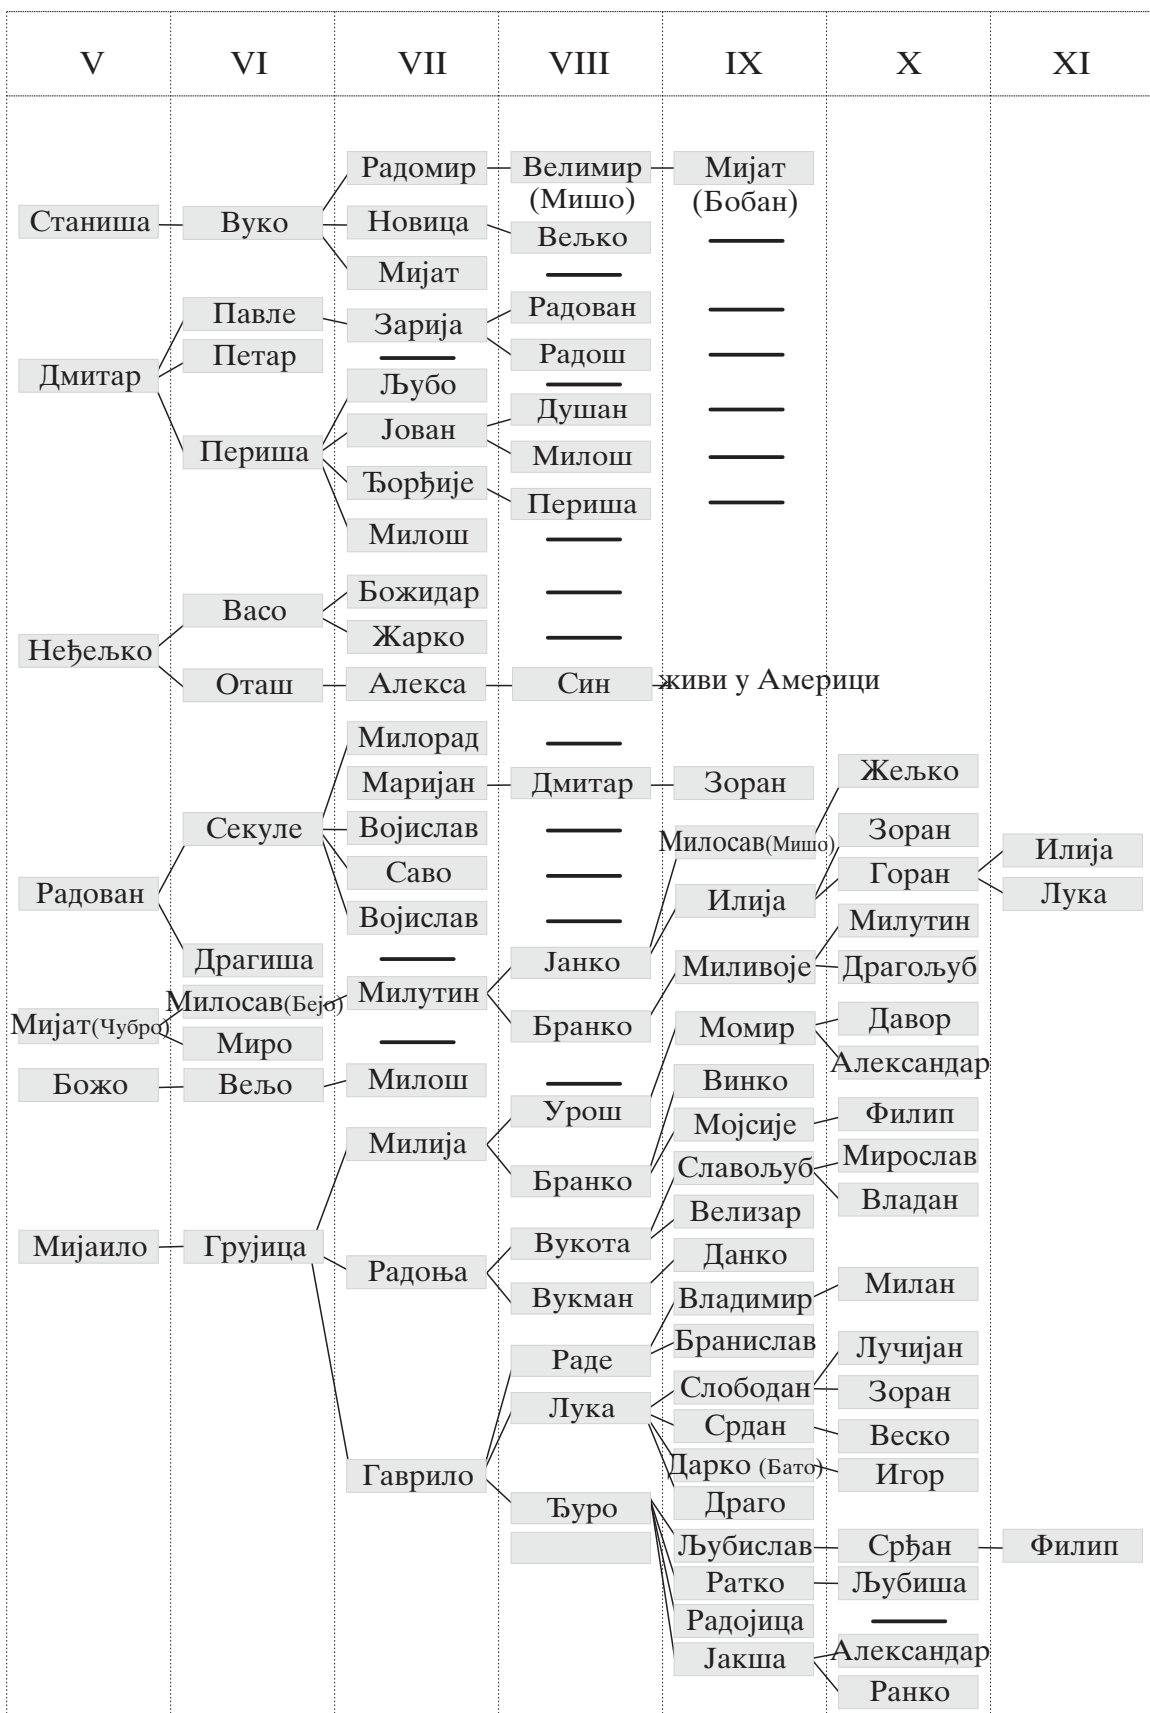 V VI VII VIII IX X XI
Радомир Велимир Мијат
(Мишо) (Бобан)
Станиша Вуко Новица Вељко
Мијат
Павле Зарија Радован
Петар Радош
Дмитар Љубо
Јован Душан
Периша Милош
Ђорђије Периша
Милош
Божидар
Васо
Жарко
Неђељко
Оташ Алекса Син живи у Америци
Милорад
Маријан Дмитар Зоран Жељко
Секуле Војислав Милосав(Мишо) Зоран Илија
Саво Горан Лука
Радован Илија
Војислав Милутин
Драгиша Јанко Миливоје Драгољуб
Милосав(Бејо) Милутин
Мијат(Чубро) Бранко Момир Давор
Миро Александар
Божо Вељо Милош Винко
Урош Мојсије Филип
Милија Славољуб Мирослав
Бранко Владан
Велизар
Мијаило Грујица Вукота
Радоња Данко
Вукман Владимир Милан
Бранислав Лучијан
Раде
Слободан Зоран
Лука Срдан Веско
Гаврило Дарко (Бато) Игор
Ђуро Драго
Љубислав Срђан Филип
Ратко Љубиша
Радојица
Јакша Александар
Ранко